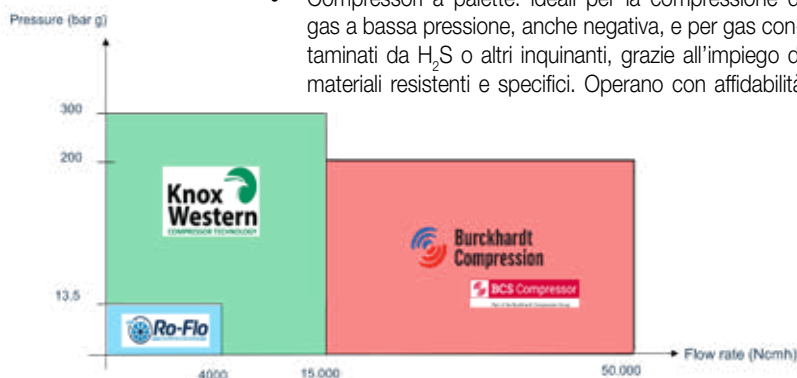 • Compressori a palette: ideali per la compressione d
gas a bassa pressione, anche negativa, e per gas con-
taminati da H2S o altri inquinanti, grazie all'impiego d
materiali resistenti e specifici. Operano con affidabilità
Pressure (bar g)
300
200
Knox
Western
COMPRESSOR TECHNOLOGY
Burckhardt
Compression
BCS Compressor
13,5
Ro-Flo
4000
15.000
50.000
Flow rate (Ncmh)